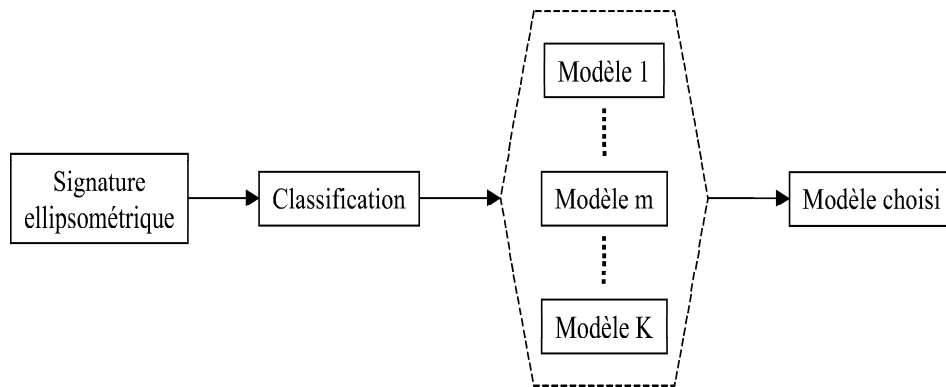 Signature
ellipsométrique
Classification
Modèle 1
Modèle m
Modèle K
Modèle choisi